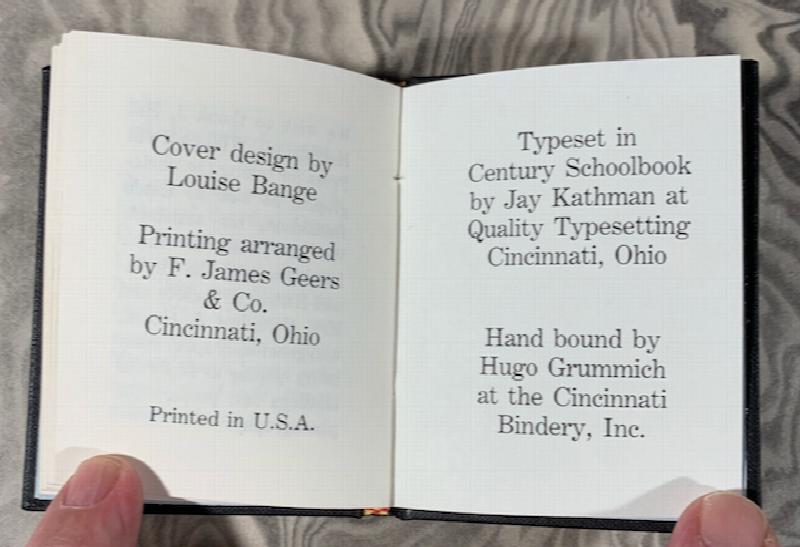 Cover design by
Louise Bange
Printing arranged
by F. James Geers
& Co.
Cincinnati, Ohio
Printed in U.S.A.
Typeset in
Century Schoolbook
by Jay Kathman at
Quality Typesetting
Cincinnati, Ohio
Hand bound by
Hugo Grummich
at the Cincinnati
Bindery, Inc.